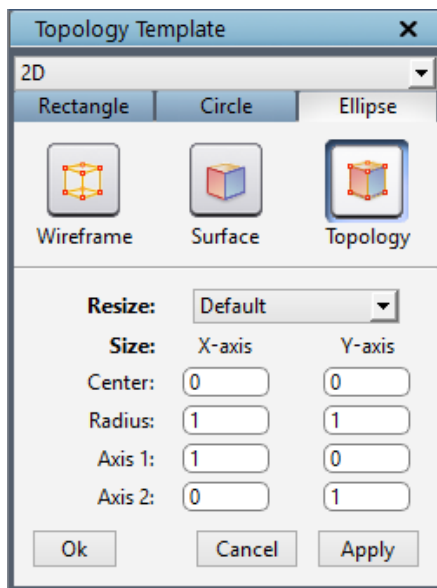 Topology Template
2D
Rectangle Circle Ellipse
Wireframe Surface Topology
Resize: Default
Size: X-axis Y-axis
Center: 0 0
Radius: 1 1
Axis 1: 1 0
Axis 2: 0 1
Ok Cancel Apply